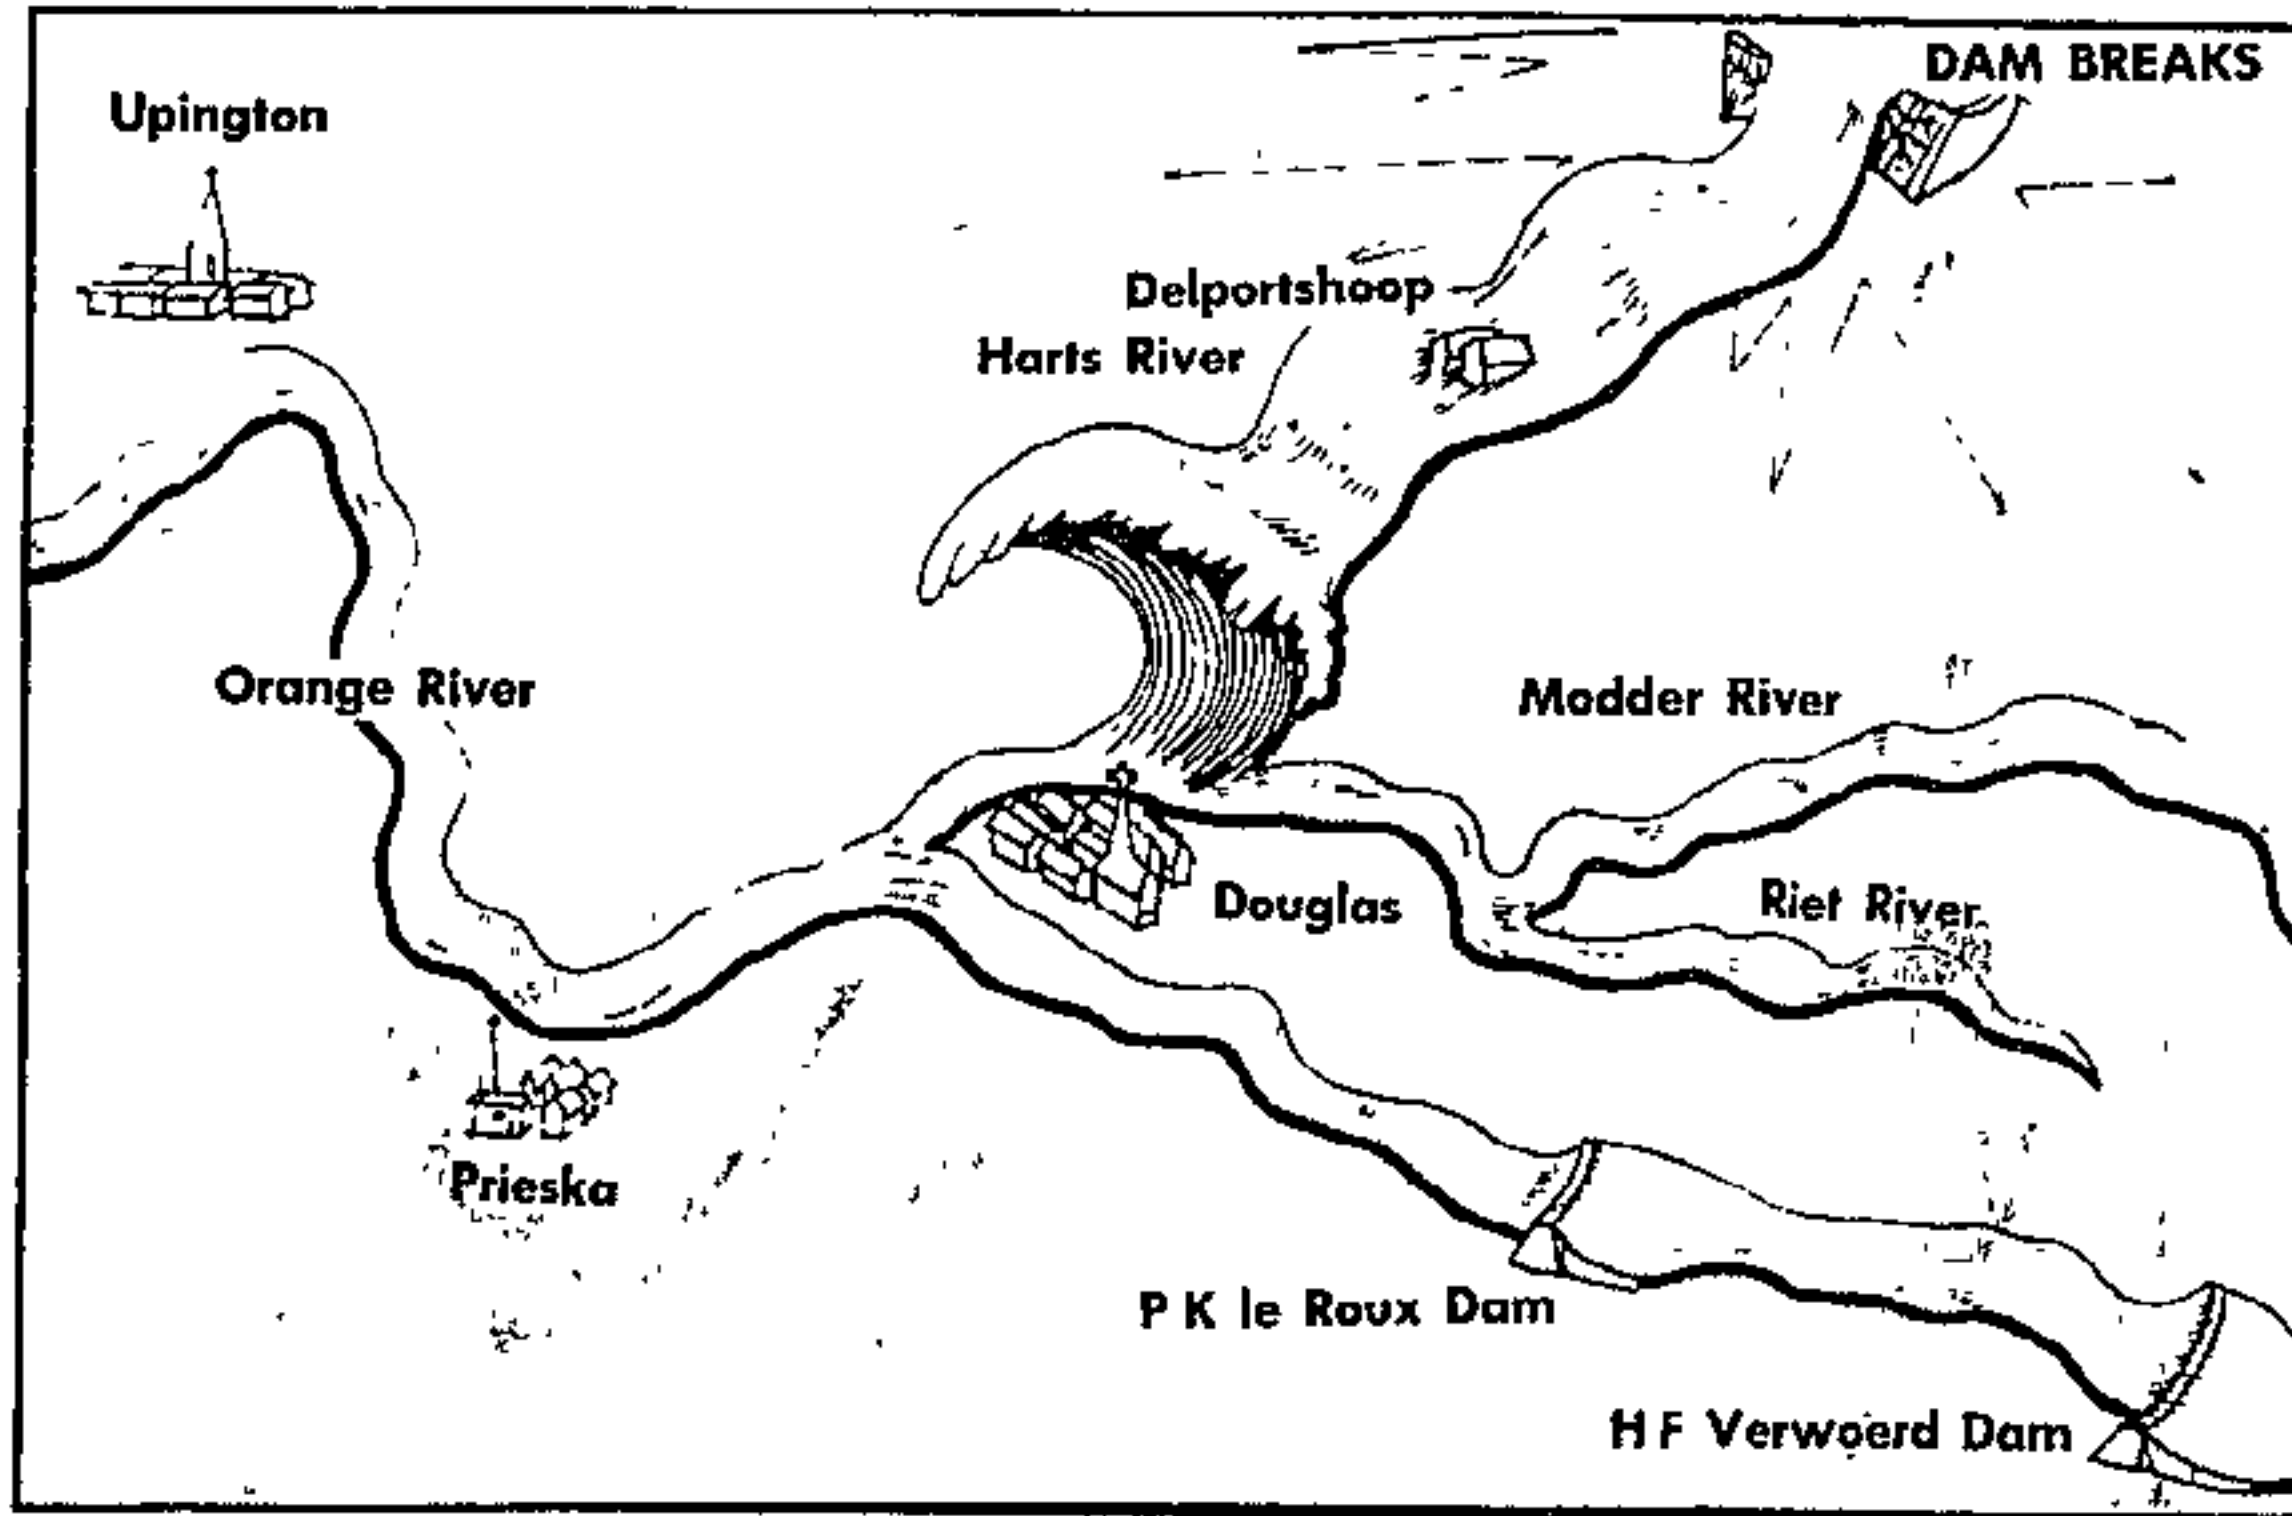 DAM BREAKS
Upington
Delportshoop
Harts River
Orange River
Modder River
Douglas
Riet River
Prieska
P K le Roux Dam
H F Verwoerd Dam